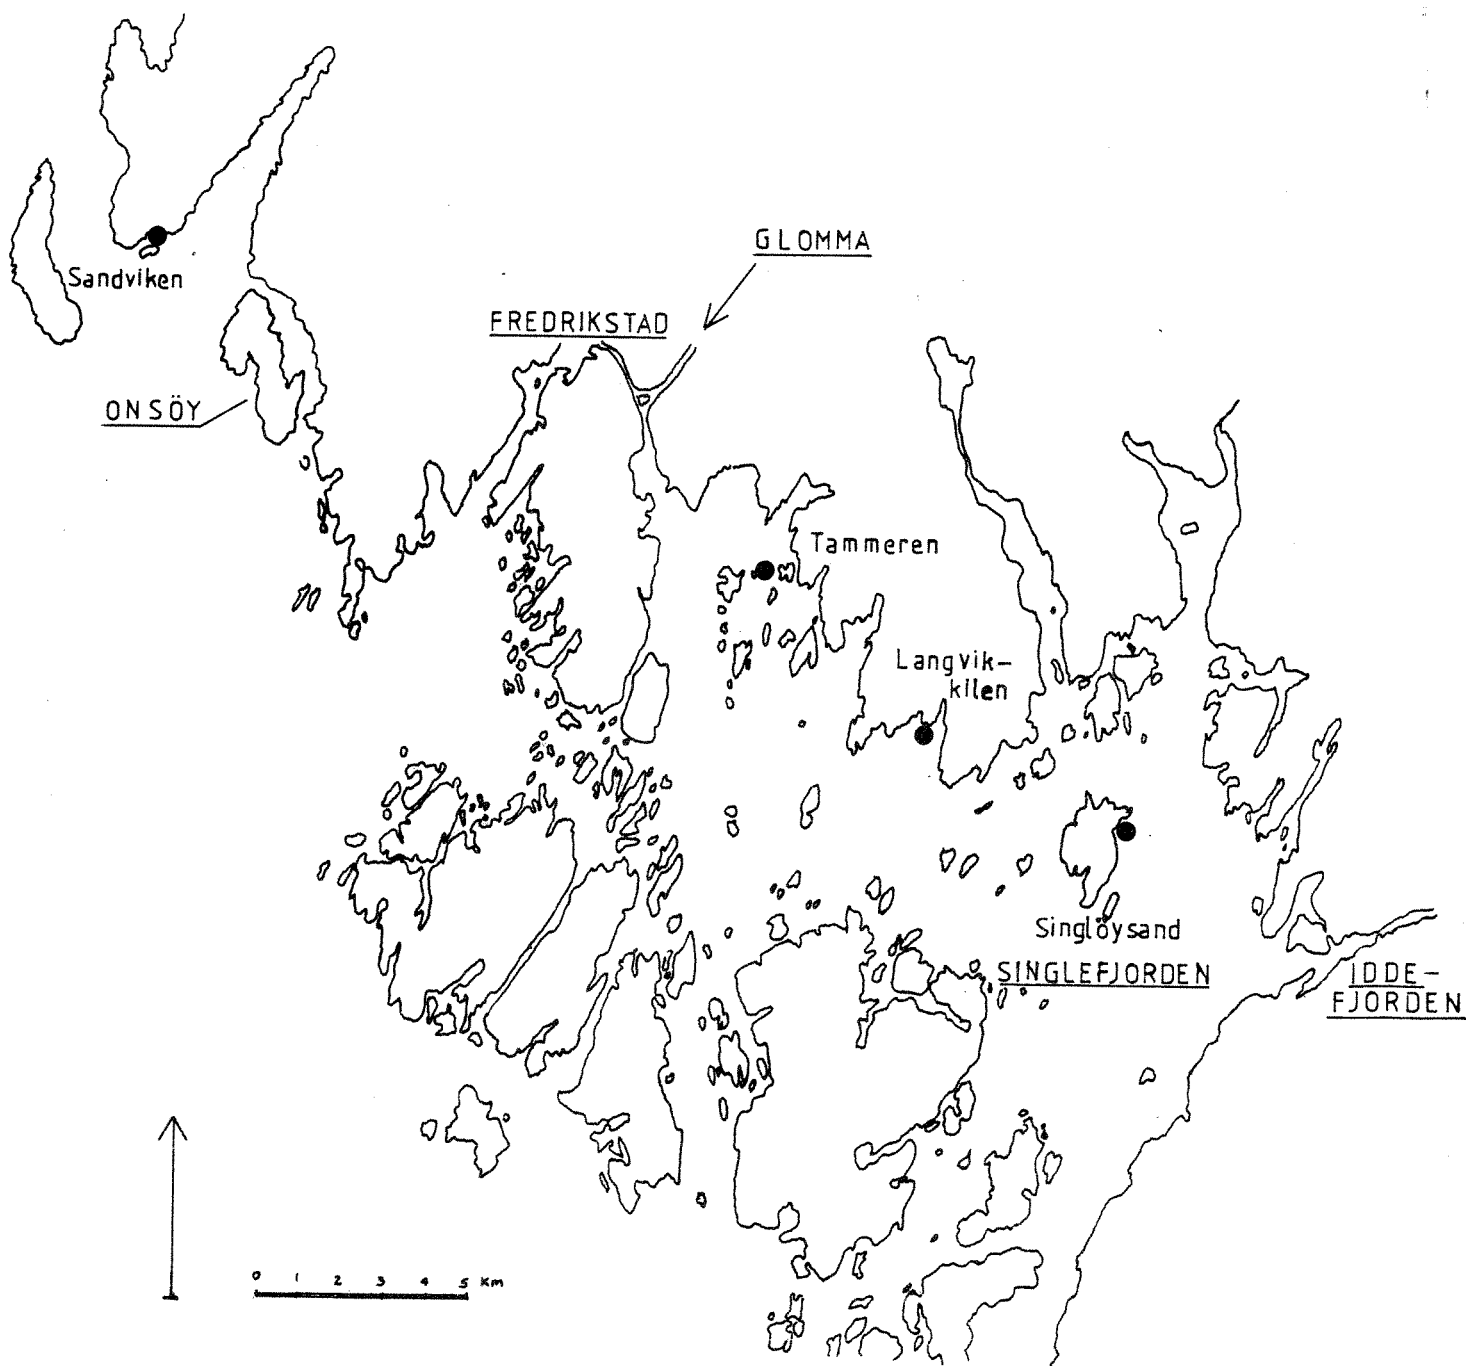 GLOMMA
Sandviken
FREDRIKSTAD
ONSÖY
Tammeren
Langvik-
kilen
Singlöysand
SINGLEFJORDEN
IDDE-
FJORDEN
0 1 2 3 4 5 Km